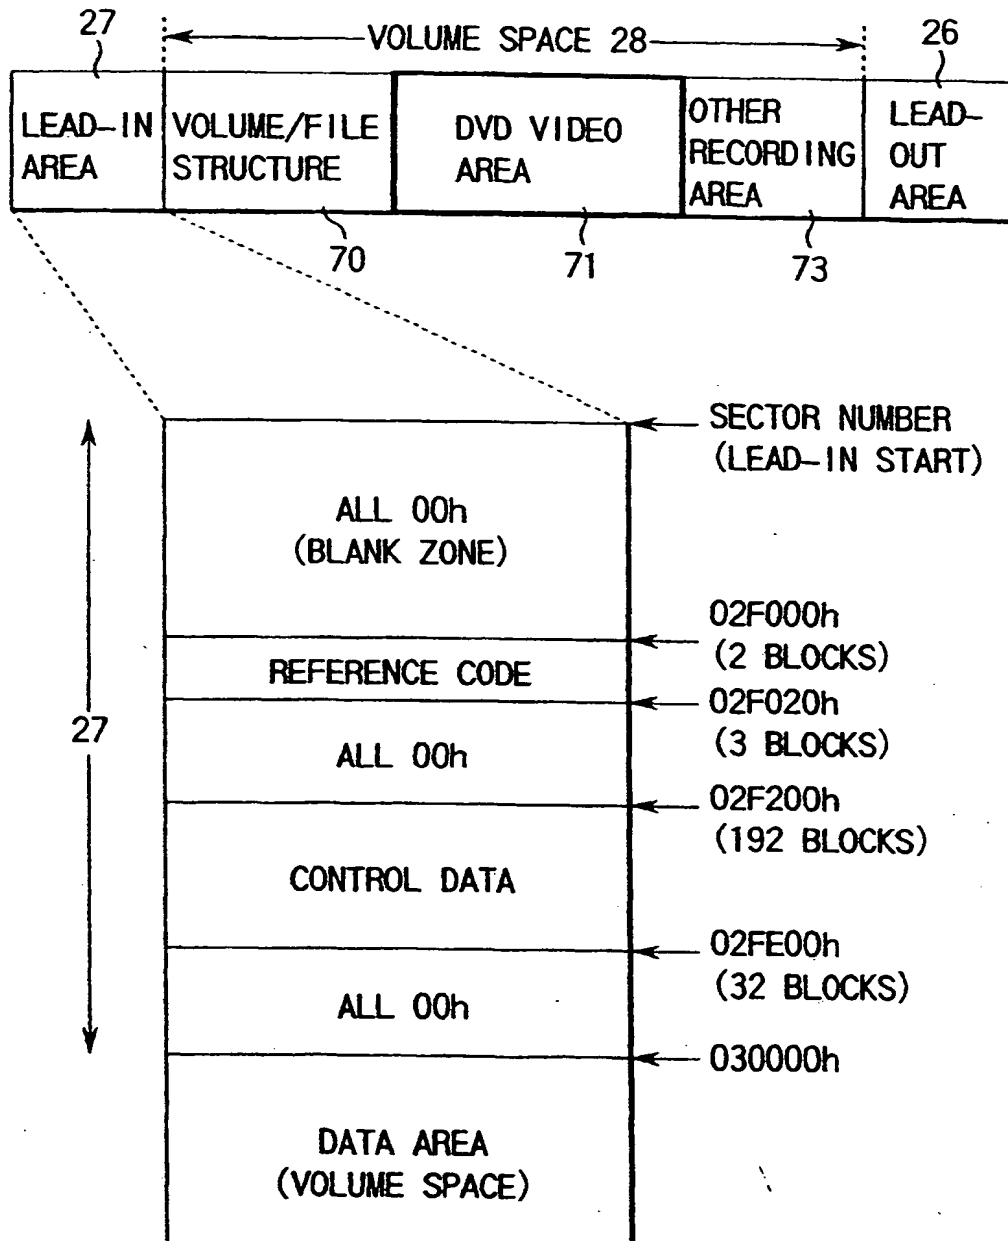 27
VOLUME SPACE 28
26
LEAD-IN
AREA
VOLUME/FILE
STRUCTURE
DVD VIDEO
AREA
OTHER
RECORDING
AREA
LEAD-
OUT
AREA
70
71
73
SECTOR NUMBER
(LEAD-IN START)
ALL 00h
(BLANK ZONE)
02F000h
(2 BLOCKS)
REFERENCE CODE
02F020h
(3 BLOCKS)
27
ALL 00h
02F200h
(192 BLOCKS)
CONTROL DATA
02FE00h
(32 BLOCKS)
ALL 00h
030000h
DATA AREA
(VOLUME SPACE)